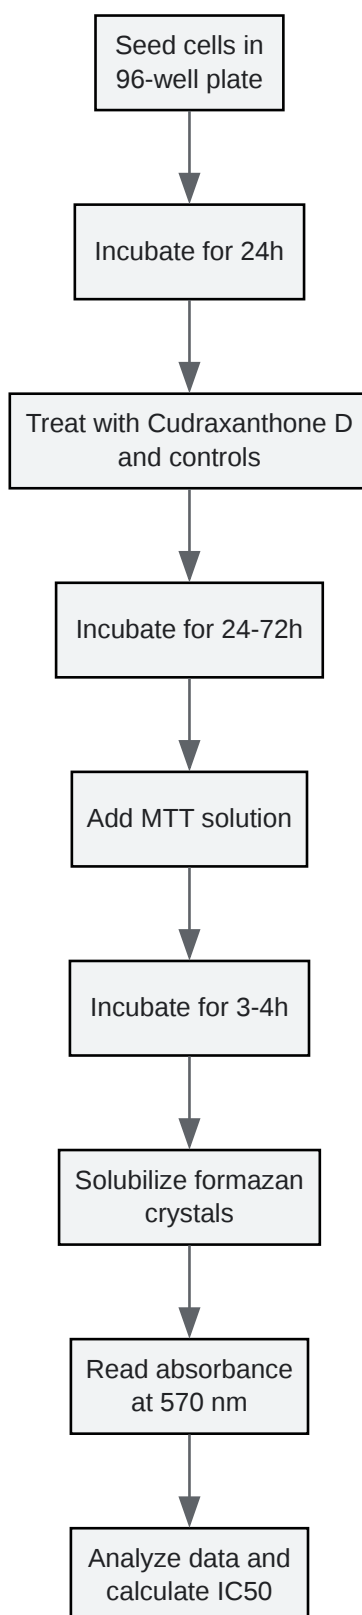 Seed cells in
96-well plate
Incubate for 24h
Treat with Cudraxanthone D
and controls
Incubate for 24-72h
Add MTT solution
Incubate for 3-4h
Solubilize formazan
crystals
Read absorbance
at 570 nm
Analyze data and
calculate IC50